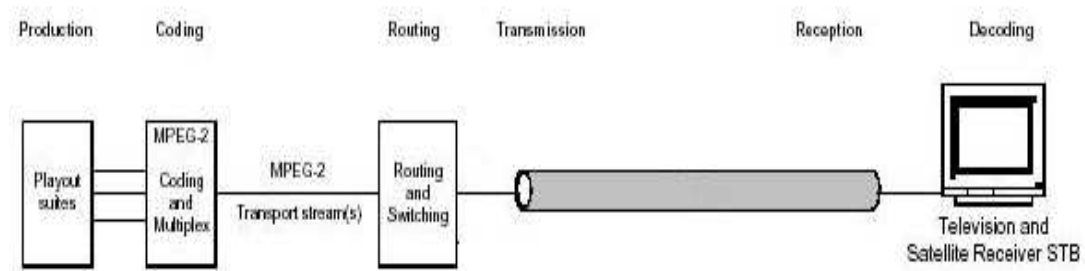 Production Coding Routing Transmission Reception Decoding
MPEG-2
Playout
suites
Coding
and
Multiplex
MPEG-2
Transport stream(s)
Routing
and
Switching
Television and
Satellite Receiver STB